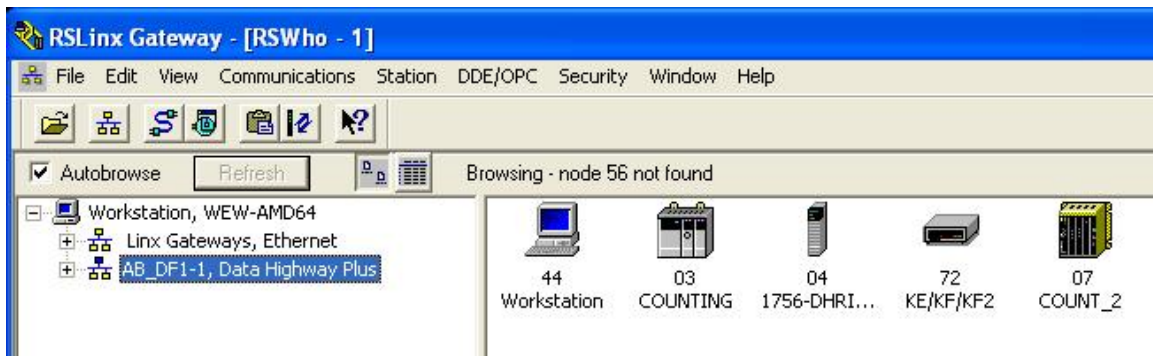 RSLinx Gateway - [RSWho - 1]
File Edit View Communications Station DDE/OPC Security Window Help
Autobrowse Refresh Browsing - node 56 not found
Workstation, WEW-AMD64
Linx Gateways, Ethernet
AB_DF1-1, Data Highway Plus
44 03 04 72 07
Workstation COUNTING 1756-DHRI... KE/KF/KF2 COUNT_2